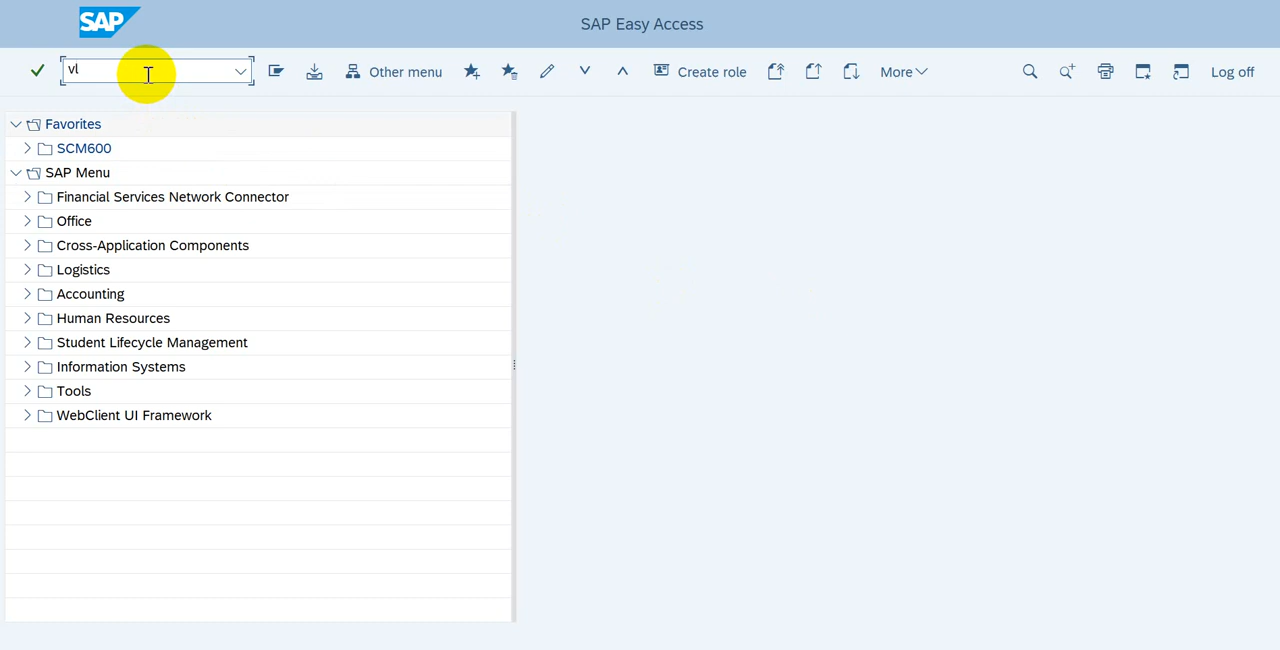 SAP
SAP Easy Access
vl
Other menu
Create role
More
Log off
Favorites
SCM600
SAP Menu
Financial Services Network Connector
Office
Cross-Application Components
Logistics
Accounting
Human Resources
Student Lifecycle Management
Information Systems
Tools
WebClient UI Framework